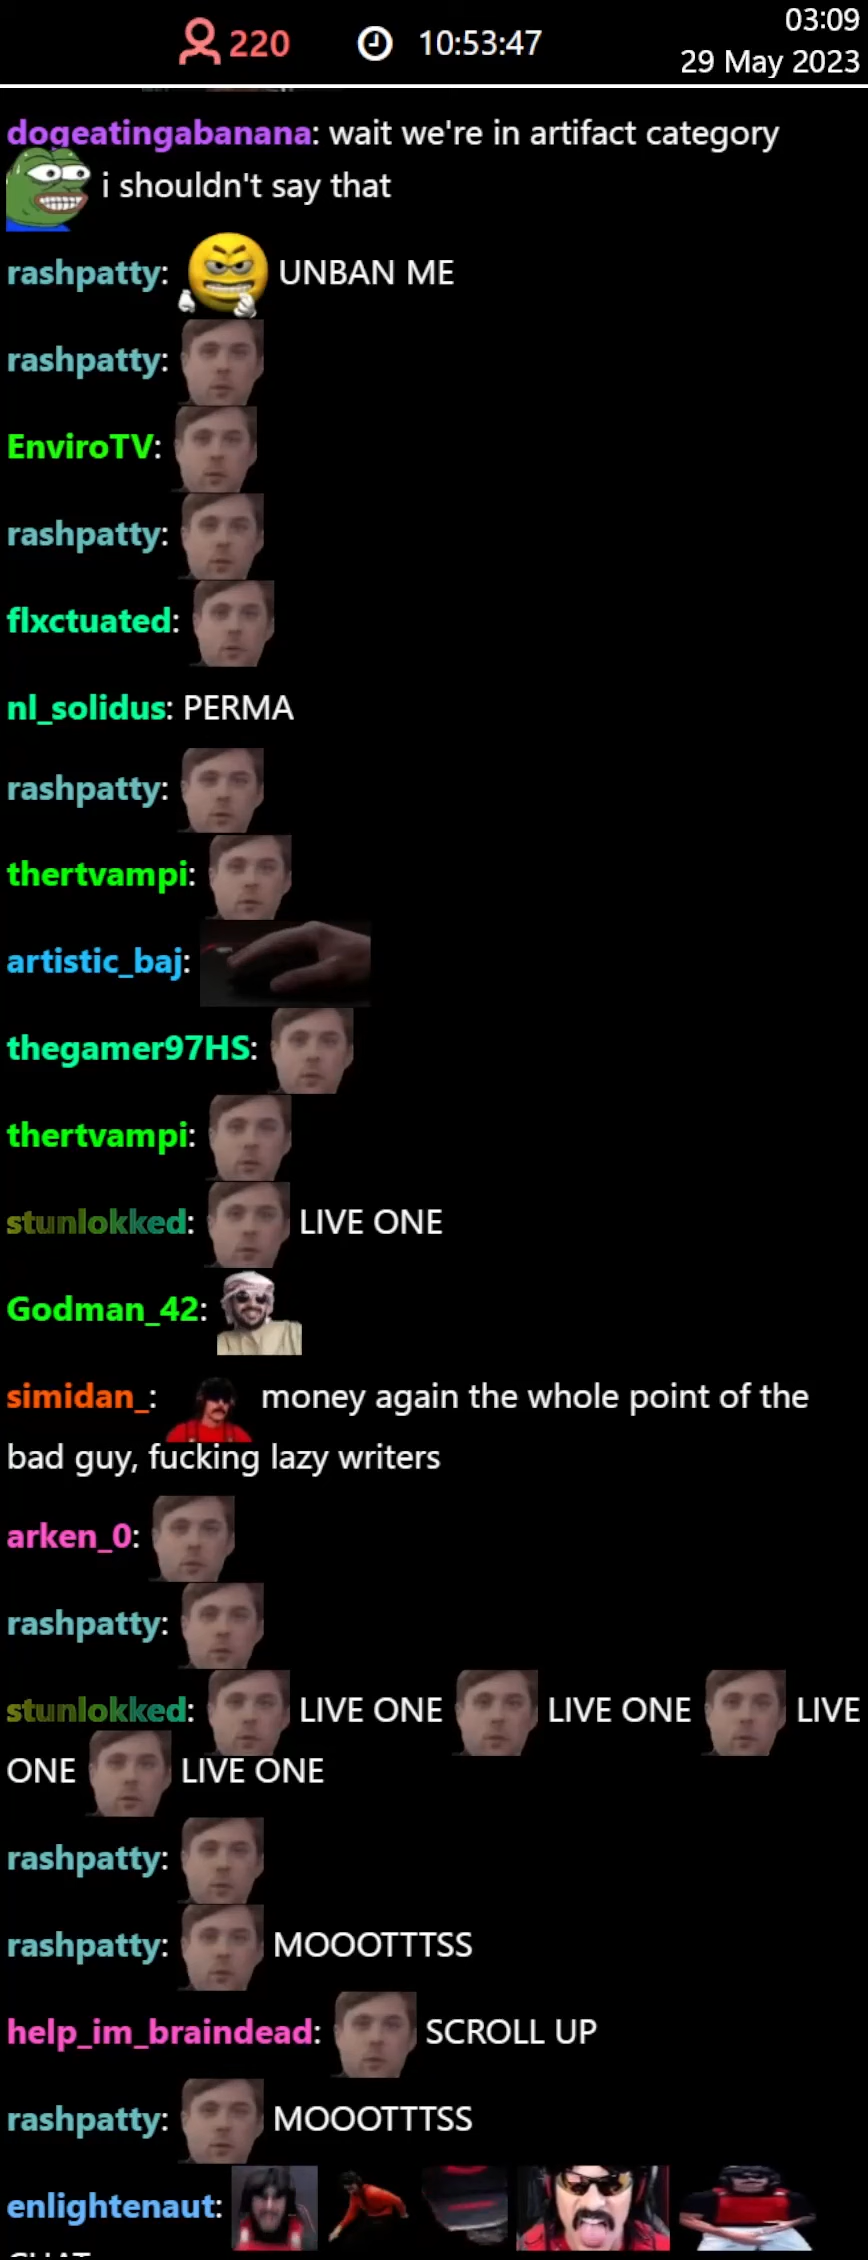 220 10:53:47 03:09
29 May 2023
dogeatingabanana: wait we're in artifact category
i shouldn't say that
rashpatty: UNBAN ME
rashpatty:
EnviroTV:
rashpatty:
flxctuated:
nl_solidus: PERMA
rashpatty:
thertvampi:
artistic_baj:
thegamer97HS:
thertvampi:
stunlokked: LIVE ONE
Godman_42:
simidan_: money again the whole point of the
bad guy, fucking lazy writers
arken_0:
rashpatty:
stunlokked: LIVE ONE LIVE ONE LIVE
ONE LIVE ONE
rashpatty:
rashpatty: MOOOTTTSS
help_im_braindead: SCROLL UP
rashpatty: MOOOTTTSS
enlightenaut: